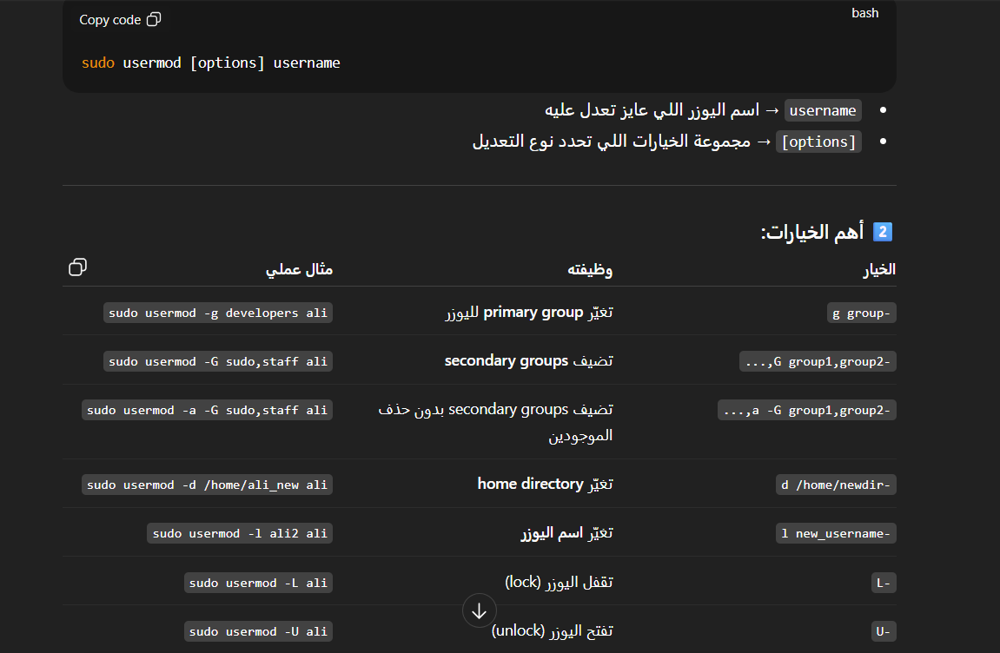 Copy code
bash
sudo usermod [options] username
username → اسم اليوزر اللي عايز تعدل عليه
[options] → مجموعة الخيارات اللي تحدد نوع التعديل
2️⃣ أهم الخيارات:
الخيار وظيفته مثال عملي
-g group تغيّر primary group لليوزر sudo usermod -g developers ali
-G group1,group2,... تضيف secondary groups sudo usermod -G sudo,staff ali
-a -G group1,group2,... تضيف secondary groups بدون حذف sudo usermod -a -G sudo,staff ali
الموجودين
-d /home/newdir تغيّر home directory sudo usermod -d /home/ali_new ali
-l new_username تغيّر اسم اليوزر sudo usermod -l ali2 ali
-L تقفل اليوزر (lock) sudo usermod -L ali
-U تفتح اليوزر (unlock) sudo usermod -U ali